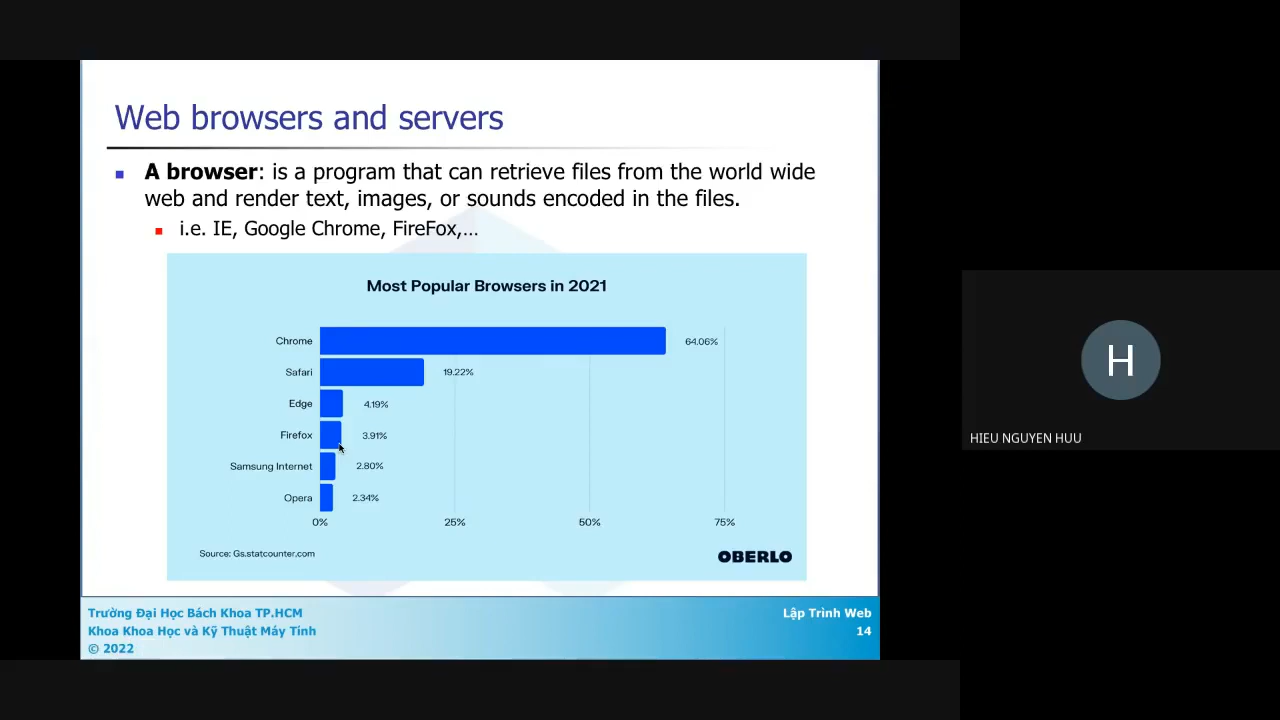 Web browsers and servers
A browser: is a program that can retrieve files from the world wide
web and render text, images, or sounds encoded in the files.
i.e. IE, Google Chrome, FireFox,...
Most Popular Browsers in 2021
Chrome 64.06%
Safari 19.22%
Edge 4.19%
Firefox 3.91%
Samsung Internet 2.80%
Opera 2.34%
0% 25% 50% 75%
Source: Gs.statcounter.com
OBERLO
Trường Đại Học Bách Khoa TP.HCM
Khoa Khoa Học và Kỹ Thuật Máy Tính
© 2022
Lập Trình Web
14
H
HIEU NGUYEN HUU